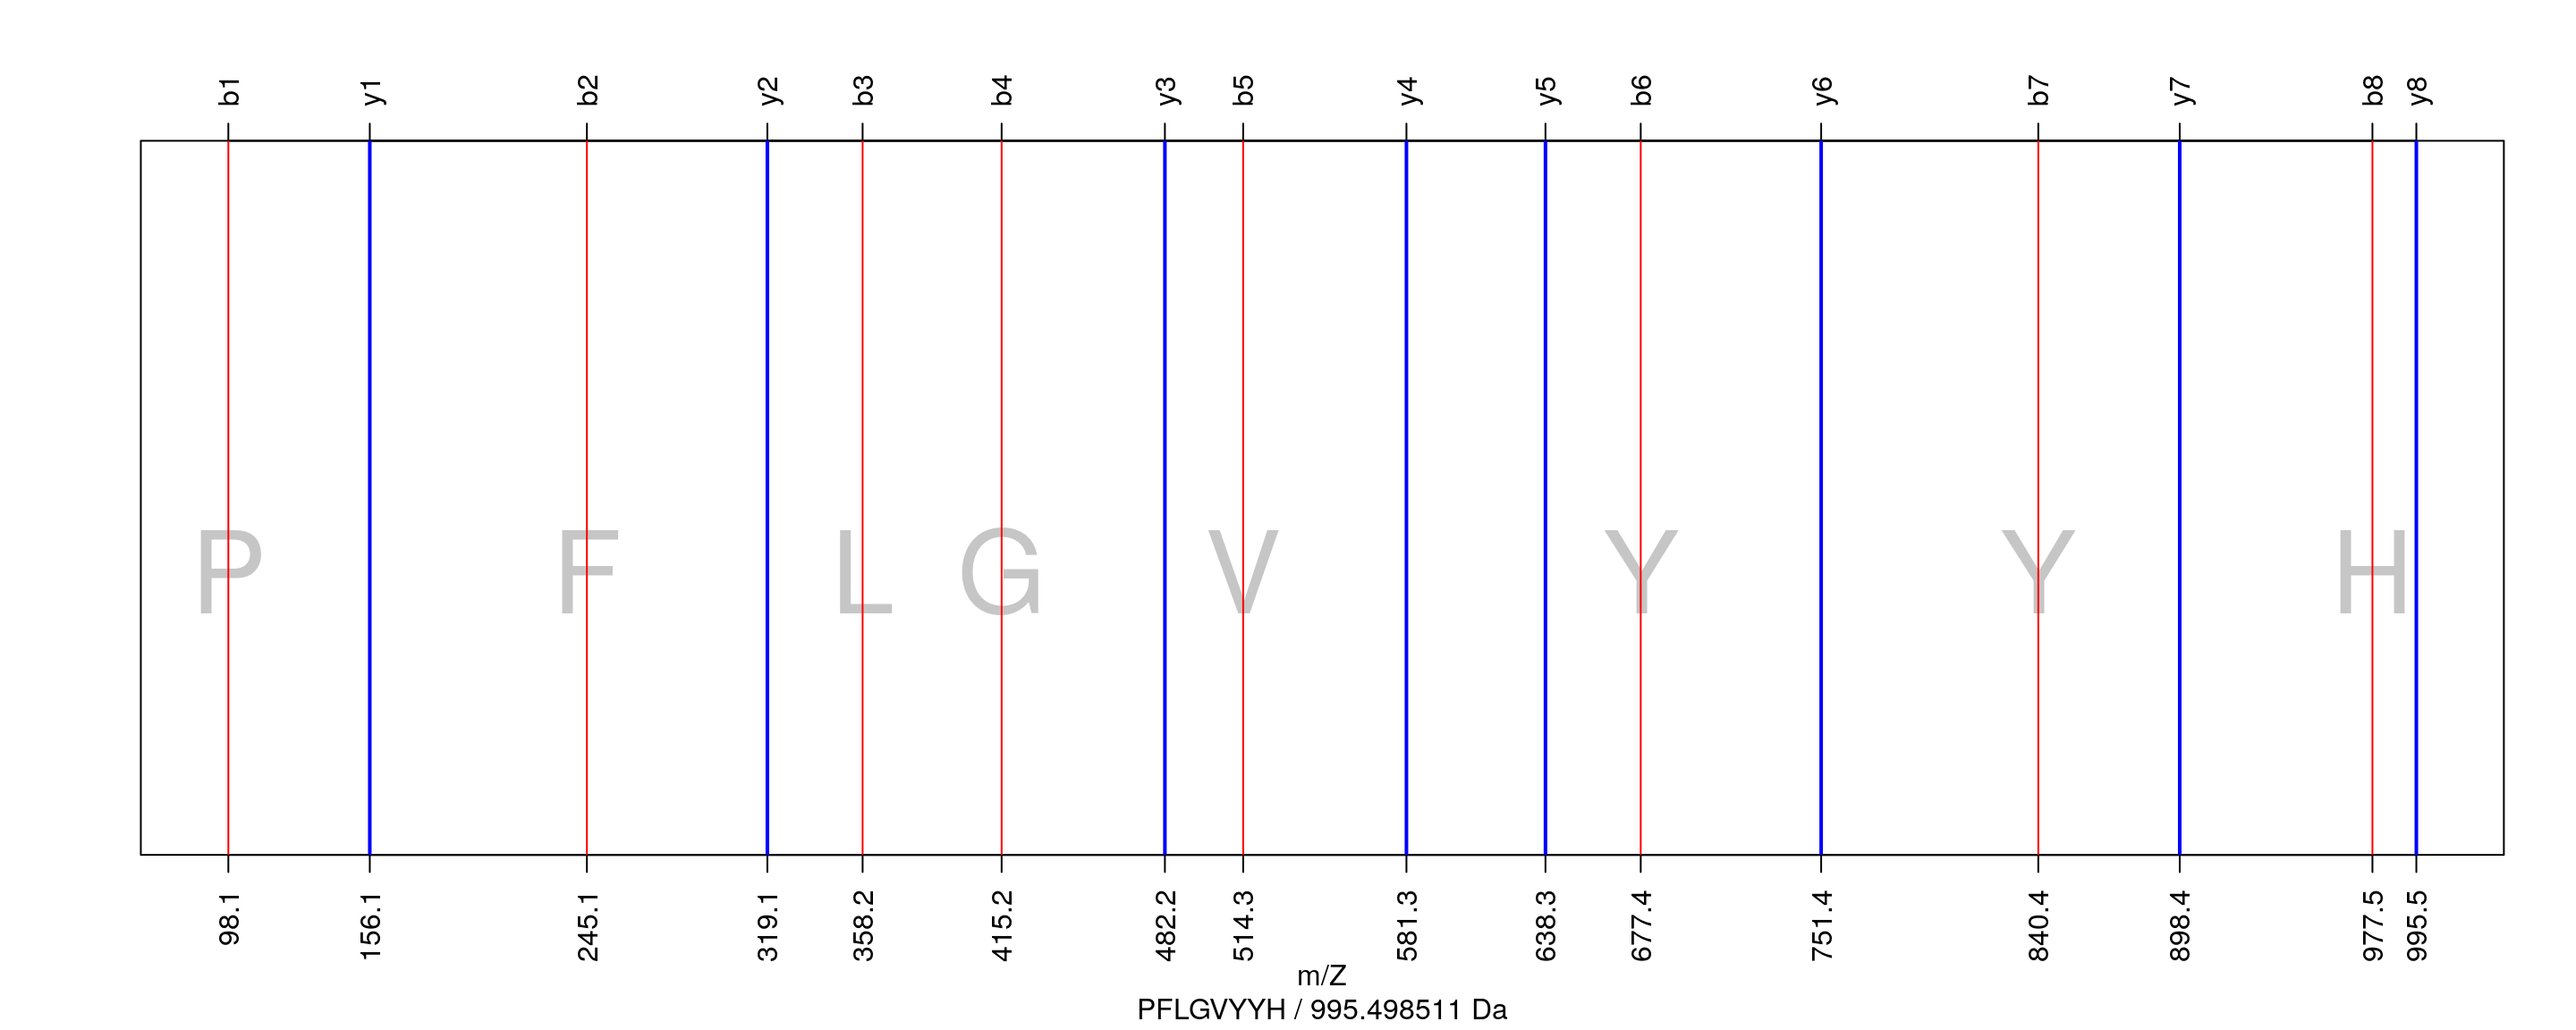 b1 y1 b2 y2 b3 b4 y3 b5 y4 y5 b6 y6 b7 y7 b8 y8
P F L G V Y Y H
98.1 156.1 245.1 319.1 358.2 415.2 482.2 514.3 581.3 638.3 677.4 751.4 840.4 898.4 977.5 995.5
m/Z
PFLGVYYH / 995.498511 Da